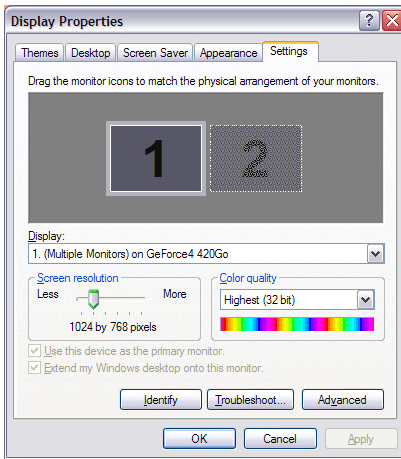 Display Properties
Themes Desktop Screen Saver Appearance Settings
Drag the monitor icons to match the physical arrangement of your monitors.
1 2
Display:
1. (Multiple Monitors) on GeForce4 420Go
Screen resolution
Less More
1024 by 768 pixels
Color quality
Highest (32 bit)
Use this device as the primary monitor.
Extend my Windows desktop onto this monitor.
Identify Troubleshoot... Advanced
OK Cancel Apply